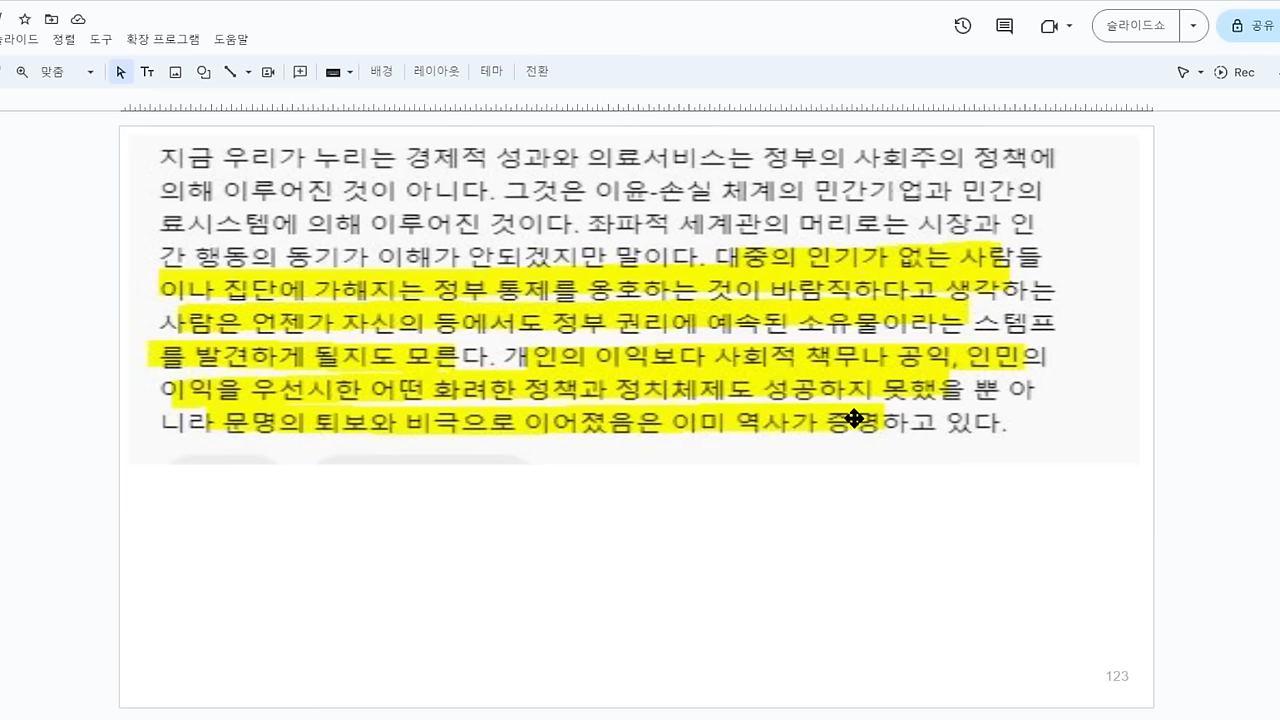 슬라이드 정렬 도구 확장 프로그램 도움말
슬라이드쇼 공유
맞춤 Tт 배경 레이아웃 테마 전환 Rec
지금 우리가 누리는 경제적 성과와 의료서비스는 정부의 사회주의 정책에
의해 이루어진 것이 아니다. 그것은 이윤-손실 체계의 민간기업과 민간의
료시스템에 의해 이루어진 것이다. 좌파적 세계관의 머리로는 시장과 인
간 행동의 동기가 이해가 안되겠지만 말이다. 대중의 인기가 없는 사람들
이나 집단에 가해지는 정부 통제를 옹호하는 것이 바람직하다고 생각하는
사람은 언젠가 자신의 등에서도 정부 권리에 예속된 소유물이라는 스템프
를 발견하게 될지도 모른다. 개인의 이익보다 사회적 책무나 공익, 인민의
이익을 우선시한 어떤 화려한 정책과 정치체제도 성공하지 못했을 뿐 아
니라 문명의 퇴보와 비극으로 이어졌음은 이미 역사가 증명하고 있다.
123